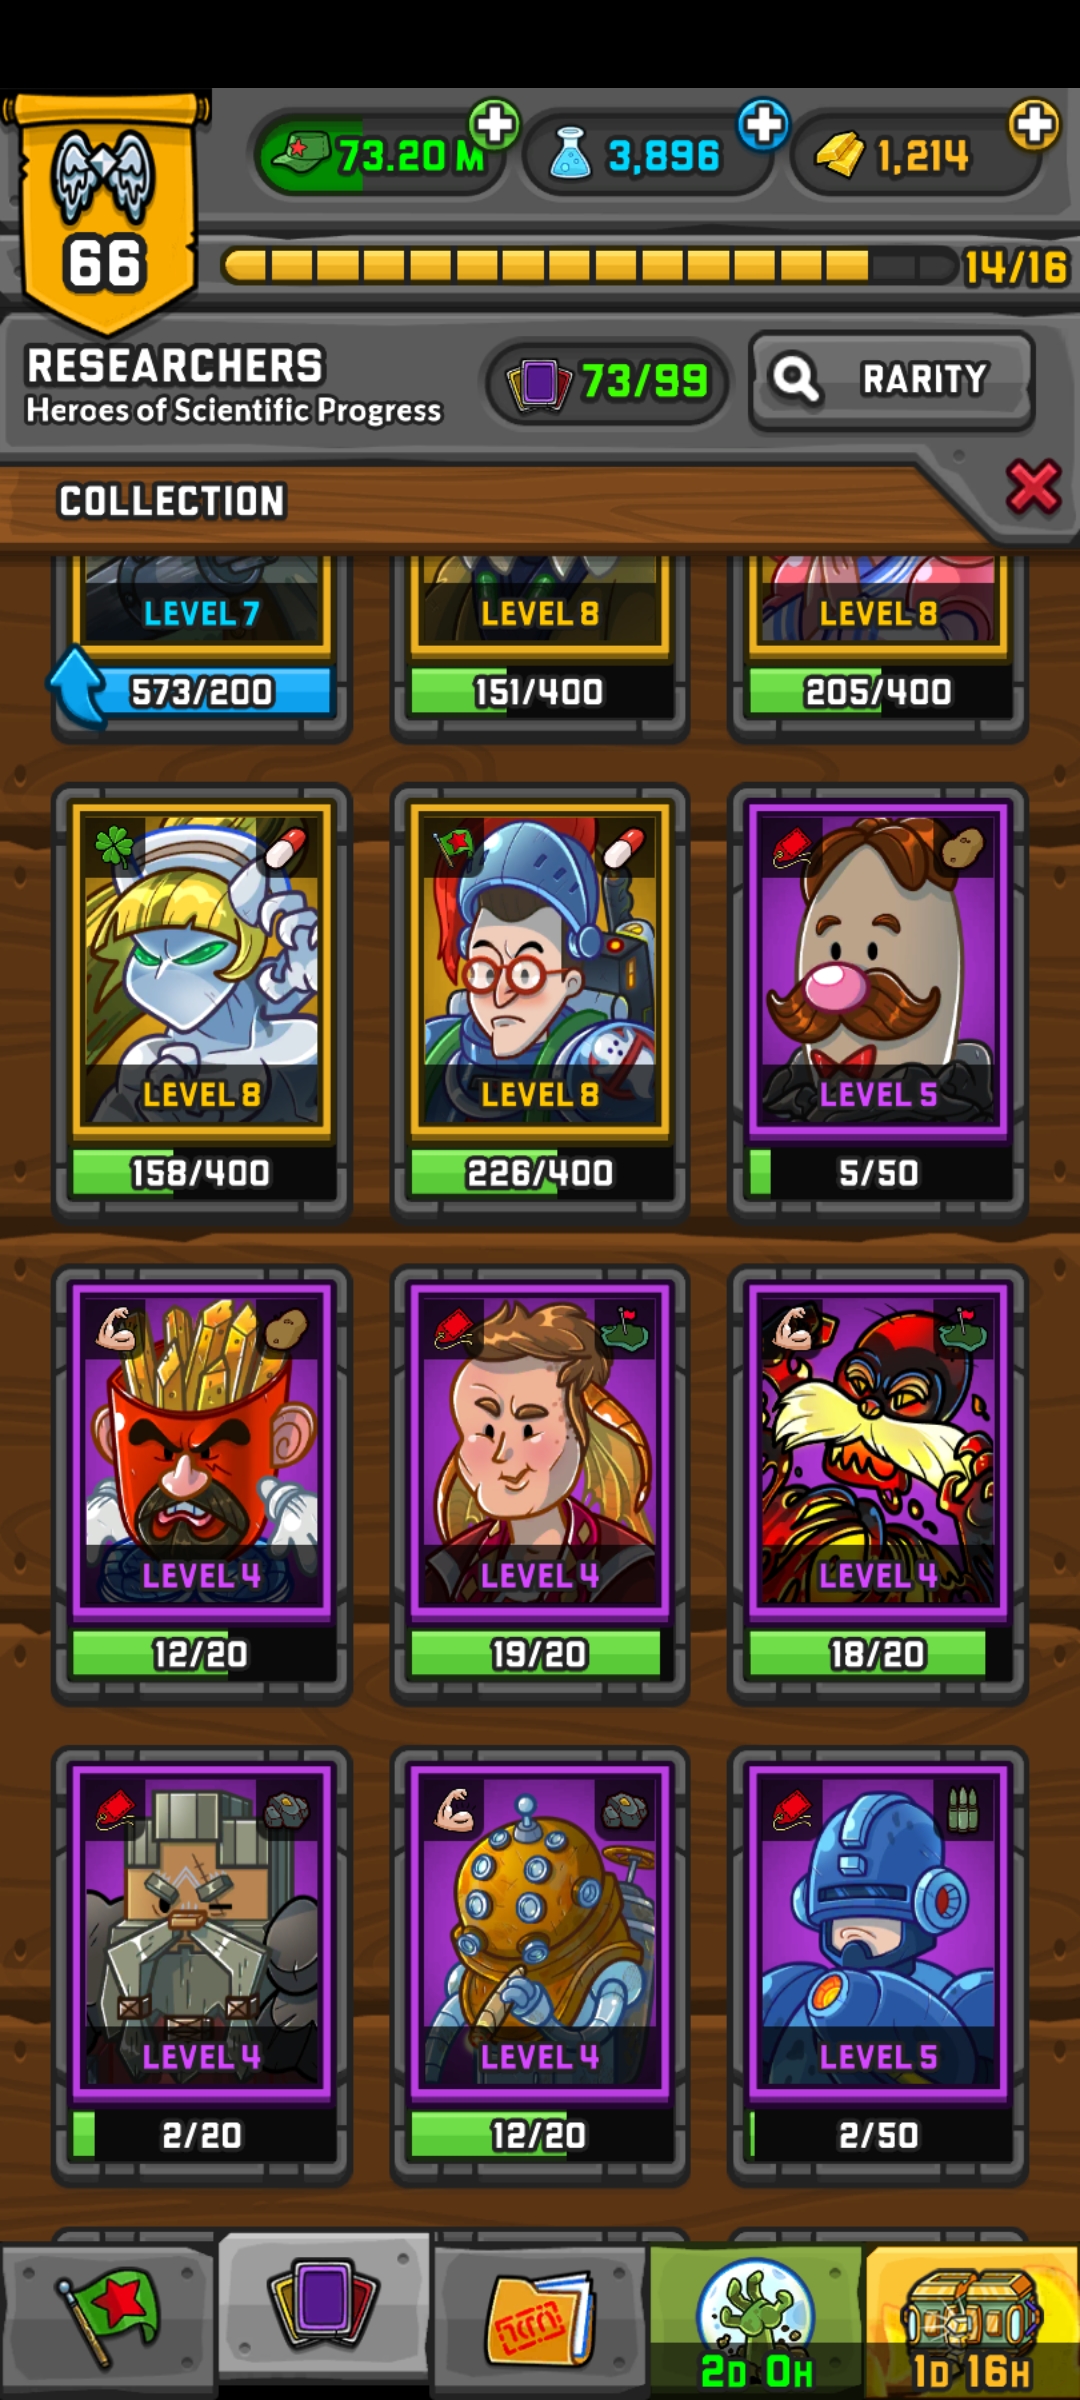 73.20 M
3,896
1,214
66
14/16
RESEARCHERS
Heroes of Scientific Progress
73/99
RARITY
COLLECTION
LEVEL 7
LEVEL 8
LEVEL 8
573/200
151/400
205/400
LEVEL 8
LEVEL 8
LEVEL 5
158/400
226/400
5/50
LEVEL 4
LEVEL 4
LEVEL 4
12/20
19/20
18/20
LEVEL 4
LEVEL 4
LEVEL 5
2/20
12/20
2/50
2D 0H
1D 16H